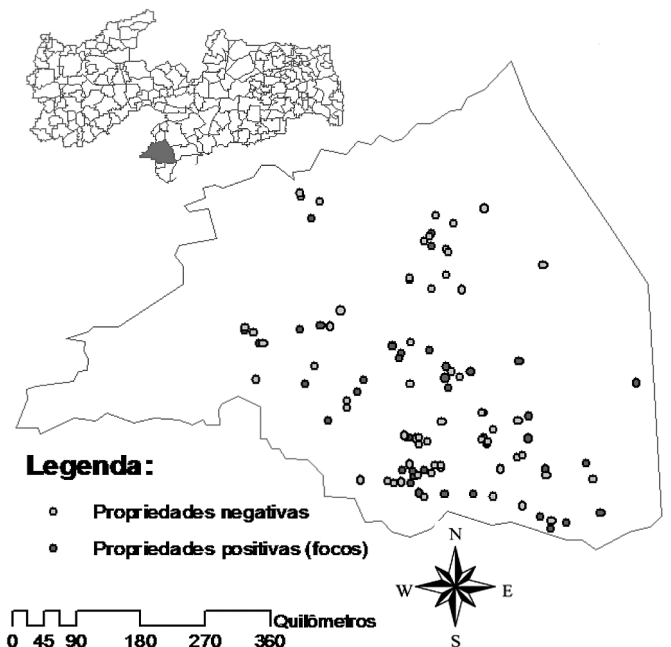 Legenda:
Propriedades negativas
Propriedades positivas (focos)
N
W E
S
Quilômetros
0 45 90 180 270 360